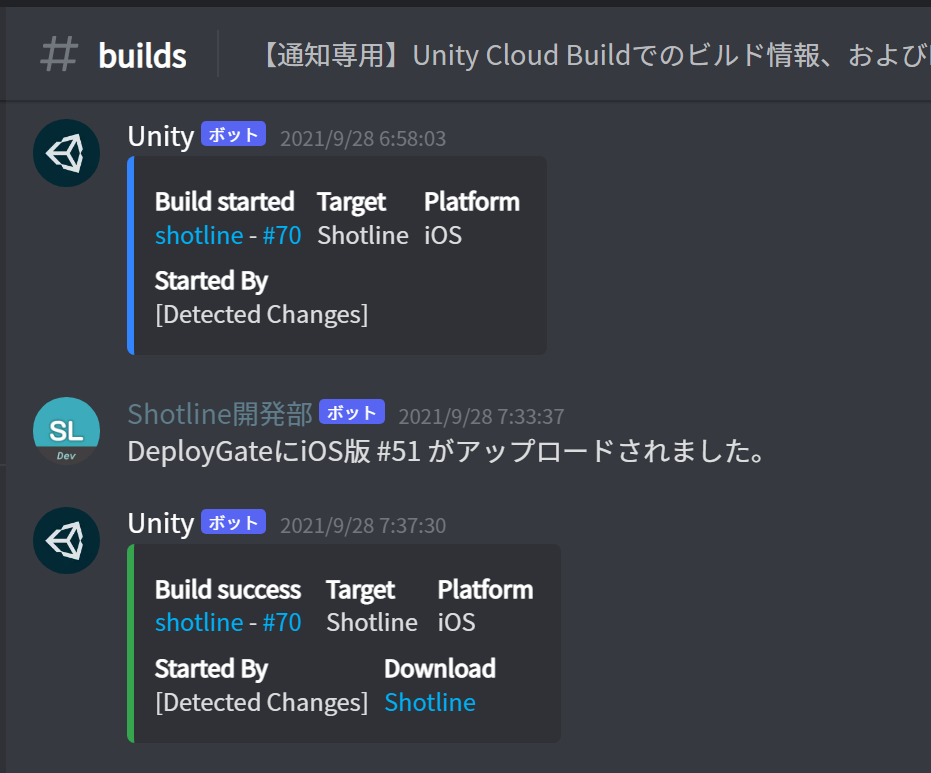 # builds 【通知専用】Unity Cloud Buildでのビルド情報、および
Unity ボット 2021/9/28 6:58:03
Build started Target Platform
shotline - #70 Shotline iOS
Started By
[Detected Changes]
Shotline開発部 ボット 2021/9/28 7:33:37
SL
Dev
DeployGateにiOS版 #51 がアップロードされました。
Unity ボット 2021/9/28 7:37:30
Build success Target Platform
shotline - #70 Shotline iOS
Started By Download
[Detected Changes] Shotline